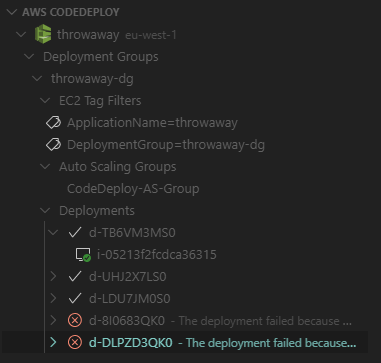 AWS CODEDEPLOY
throwaway eu-west-1
Deployment Groups
throwaway-dg
EC2 Tag Filters
ApplicationName=throwaway
DeploymentGroup=throwaway-dg
Auto Scaling Groups
CodeDeploy-AS-Group
Deployments
d-TB6VM3MS0
i-05213f2fcdca36315
d-UHJ2X7LS0
d-LDU7JM0S0
d-8I0683QK0 - The deployment failed because ...
d-DLPZD3QK0 - The deployment failed because...